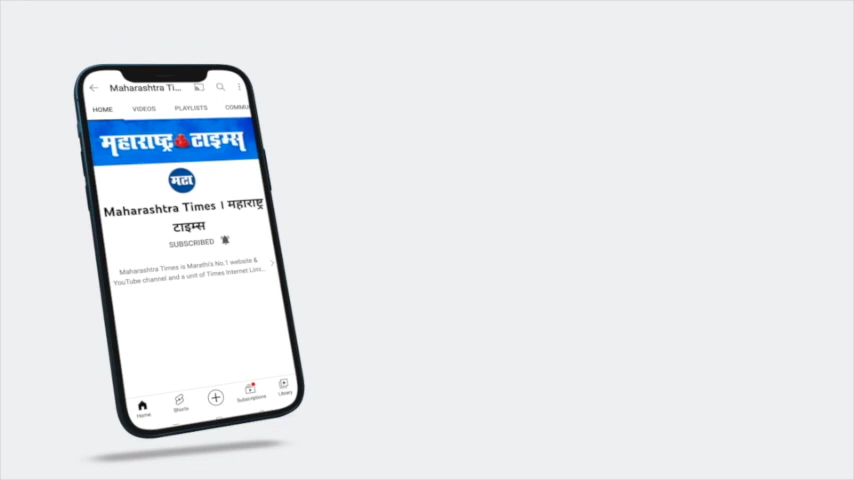 Maharashtra Ti...
HOME VIDEOS PLAYLISTS COMMU
महाराष्ट्र टाइम्स
मटा
Maharashtra Times । महाराष्ट्र
टाइम्स
SUBSCRIBED
Maharashtra Times is Marathi's No.1 website &
YouTube channel and a unit of Times Internet Limi...
Home Shorts Subscriptions Library